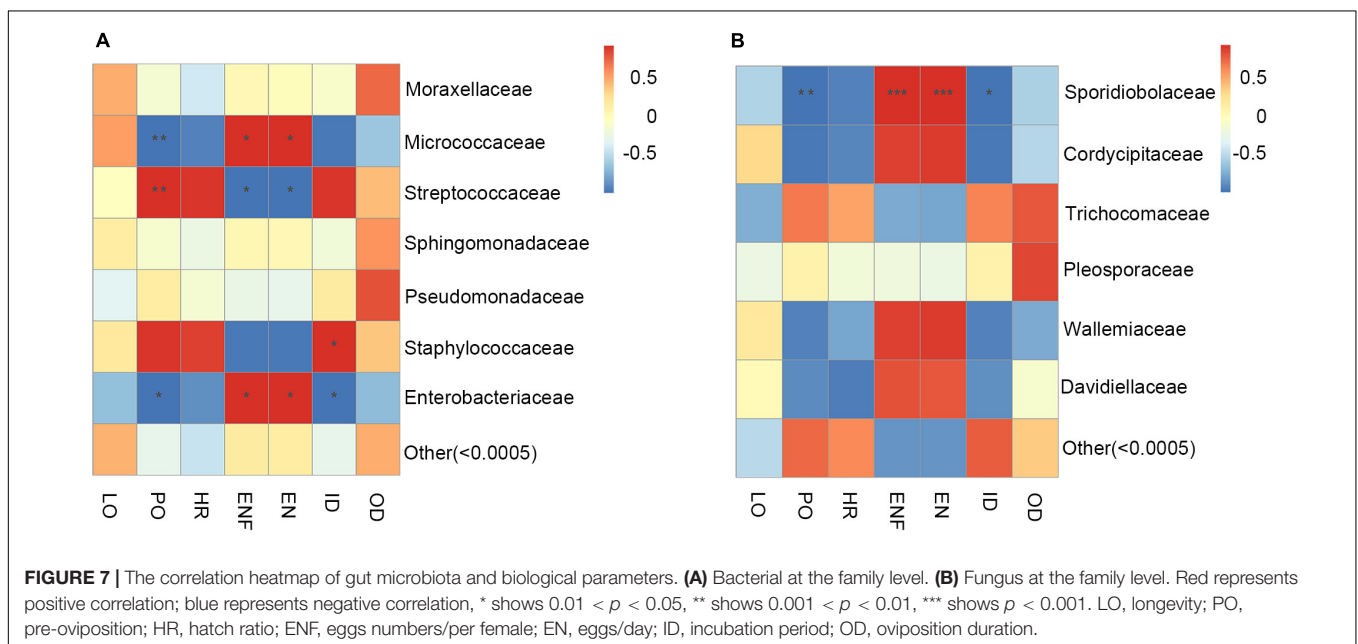 A
B
0.5
0
-0.5
0.5
0
-0.5
Moraxellaceae
Micrococcaceae
Streptococcaceae
Sphingomonadaceae
Pseudomonadaceae
Staphylococcaceae
Enterobacteriaceae
Other(<0.0005)
** * *
** * *
*
* * * *
LO PO HR ENF EN ID OD
Sporidiobolaceae
Cordycipitaceae
Trichocomaceae
Pleosporaceae
Wallemiaceae
Davidiellaceae
Other(<0.0005)
** *** *** *
LO PO HR ENF EN ID OD
FIGURE 7 | The correlation heatmap of gut microbiota and biological parameters. (A) Bacterial at the family level. (B) Fungus at the family level. Red represents
positive correlation; blue represents negative correlation, * shows 0.01 < p < 0.05, ** shows 0.001 < p < 0.01, *** shows p < 0.001. LO, longevity; PO,
pre-oviposition; HR, hatch ratio; ENF, eggs numbers/per female; EN, eggs/day; ID, incubation period; OD, oviposition duration.